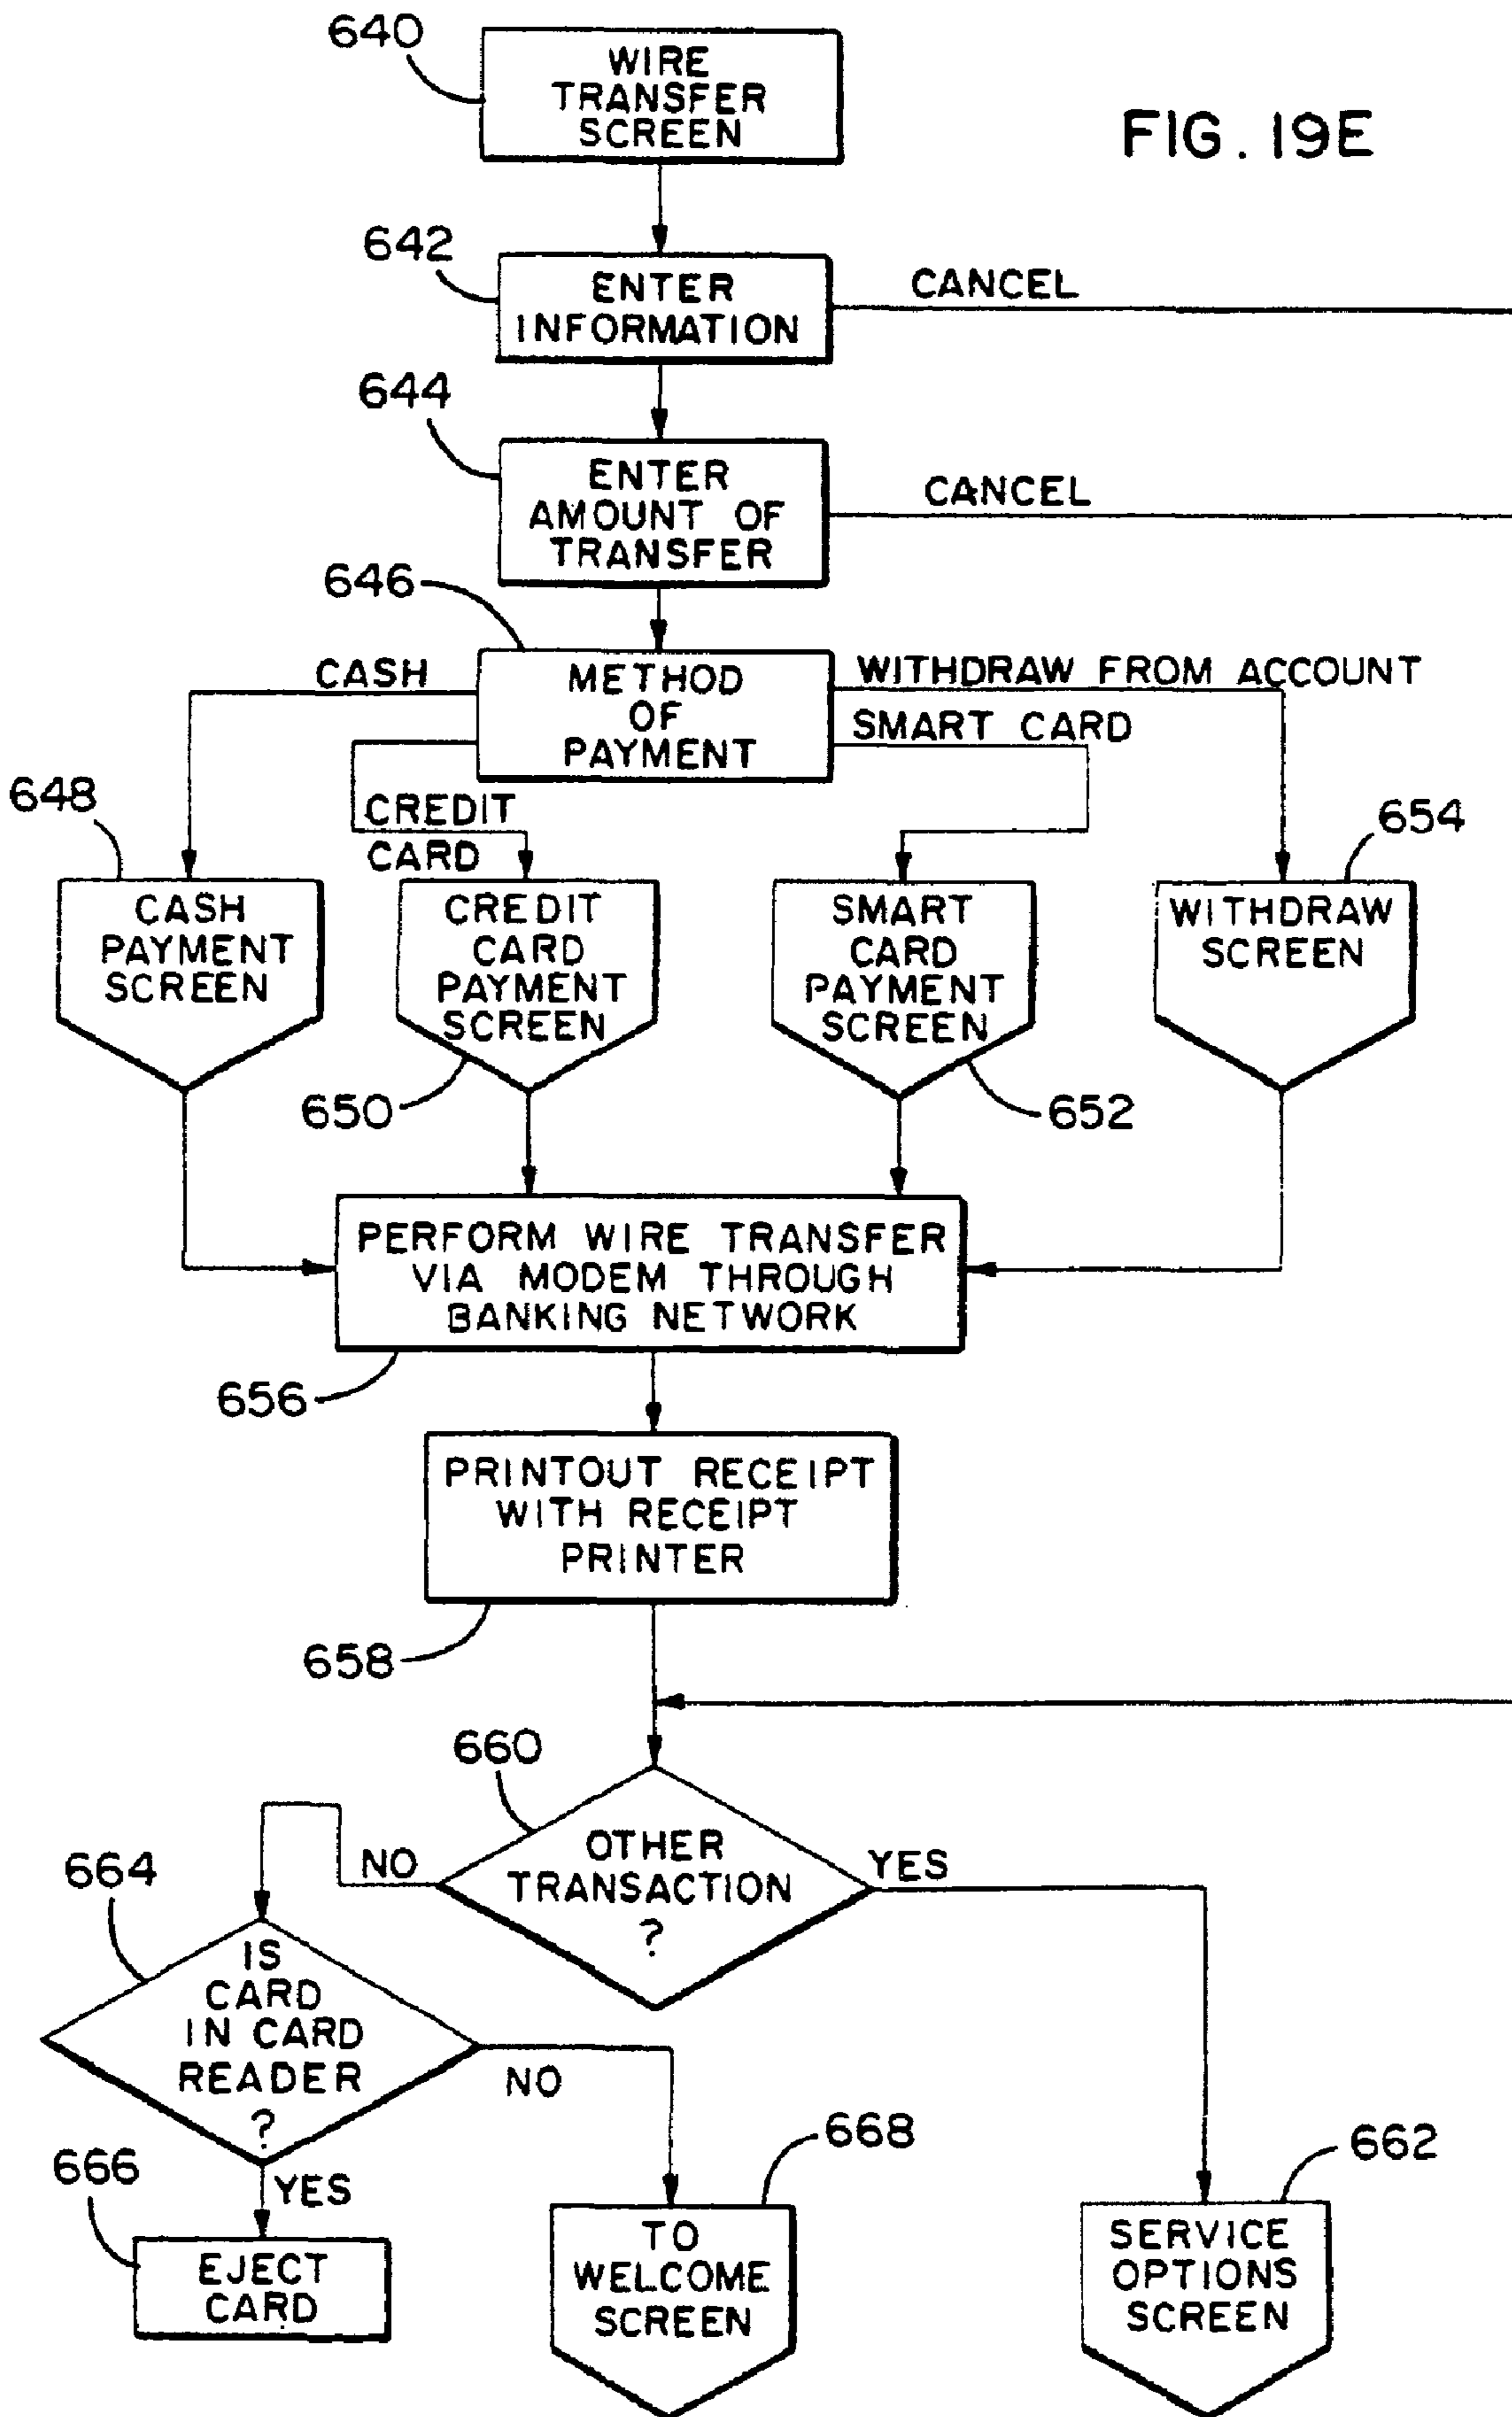 640
WIRE
TRANSFER
SCREEN
FIG. 19E
642
ENTER
INFORMATION
CANCEL
644
ENTER
AMOUNT OF
TRANSFER
CANCEL
646
METHOD
OF
PAYMENT
CASH
WITHDRAW FROM ACCOUNT
SMART CARD
CREDIT
CARD
648
CASH
PAYMENT
SCREEN
CREDIT
CARD
PAYMENT
SCREEN
650
SMART
CARD
PAYMENT
SCREEN
652
654
WITHDRAW
SCREEN
PERFORM WIRE TRANSFER
VIA MODEM THROUGH
BANKING NETWORK
656
PRINTOUT RECEIPT
WITH RECEIPT
PRINTER
658
660
OTHER
TRANSACTION
?
NO
YES
664
IS
CARD
IN CARD
READER
?
NO
YES
666
EJECT
CARD
668
TO
WELCOME
SCREEN
662
SERVICE
OPTIONS
SCREEN